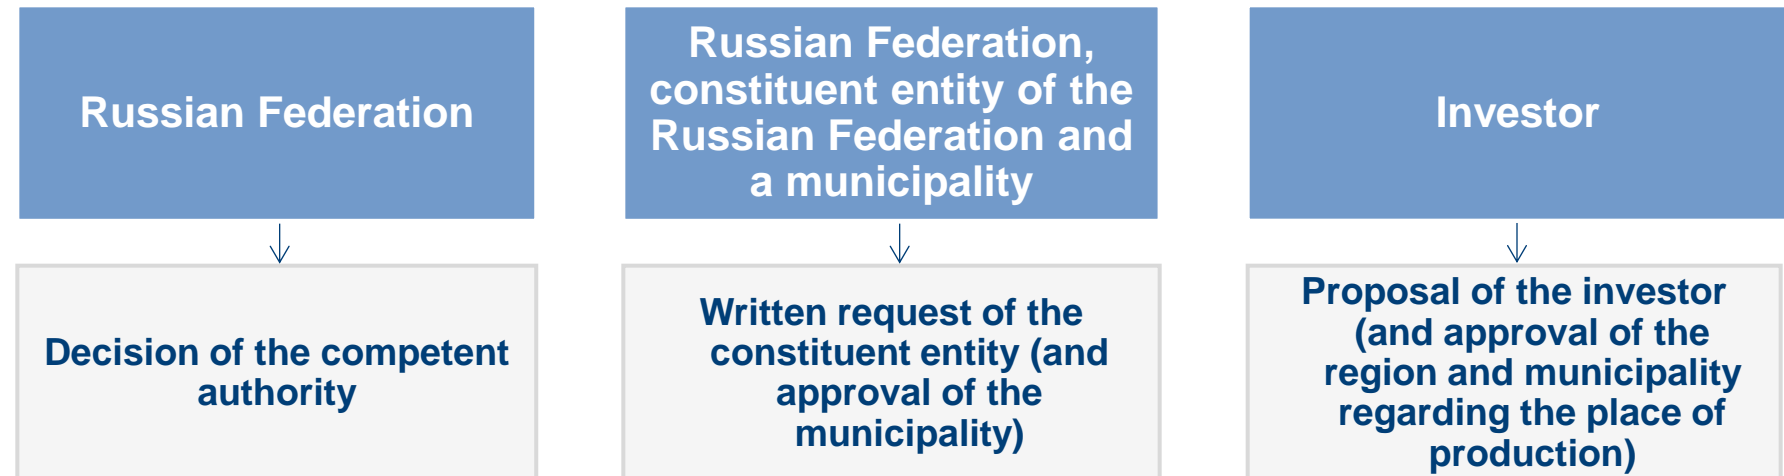 Russian Federation
Russian Federation,
constituent entity of the
Russian Federation and
a municipality
Investor
Decision of the competent
authority
Written request of the
constituent entity (and
approval of the
municipality)
Proposal of the investor
(and approval of the
region and municipality
regarding the place of
production)